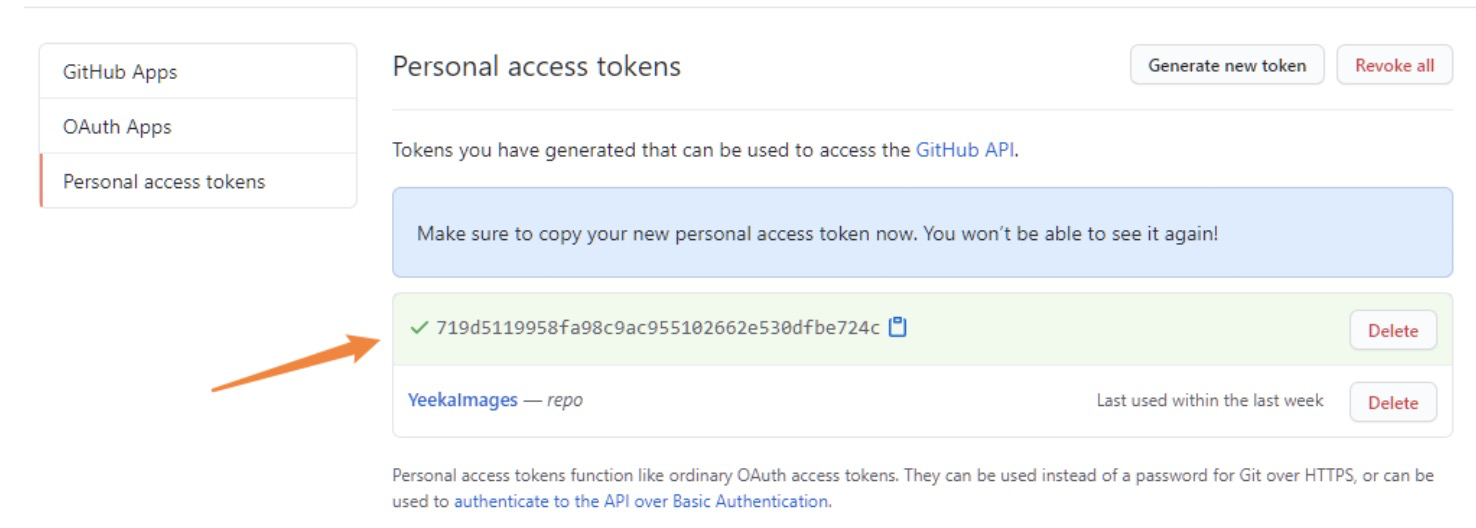 GitHub Apps
OAuth Apps
Personal access tokens
Personal access tokens
Generate new token
Revoke all
Tokens you have generated that can be used to access the GitHub API.
Make sure to copy your new personal access token now. You won't be able to see it again!
719d5119958fa98c9ac955102662e530dfbe724c
Delete
YeekaImages — repo
Last used within the last week
Delete
Personal access tokens function like ordinary OAuth access tokens. They can be used instead of a password for Git over HTTPS, or can be
used to authenticate to the API over Basic Authentication.